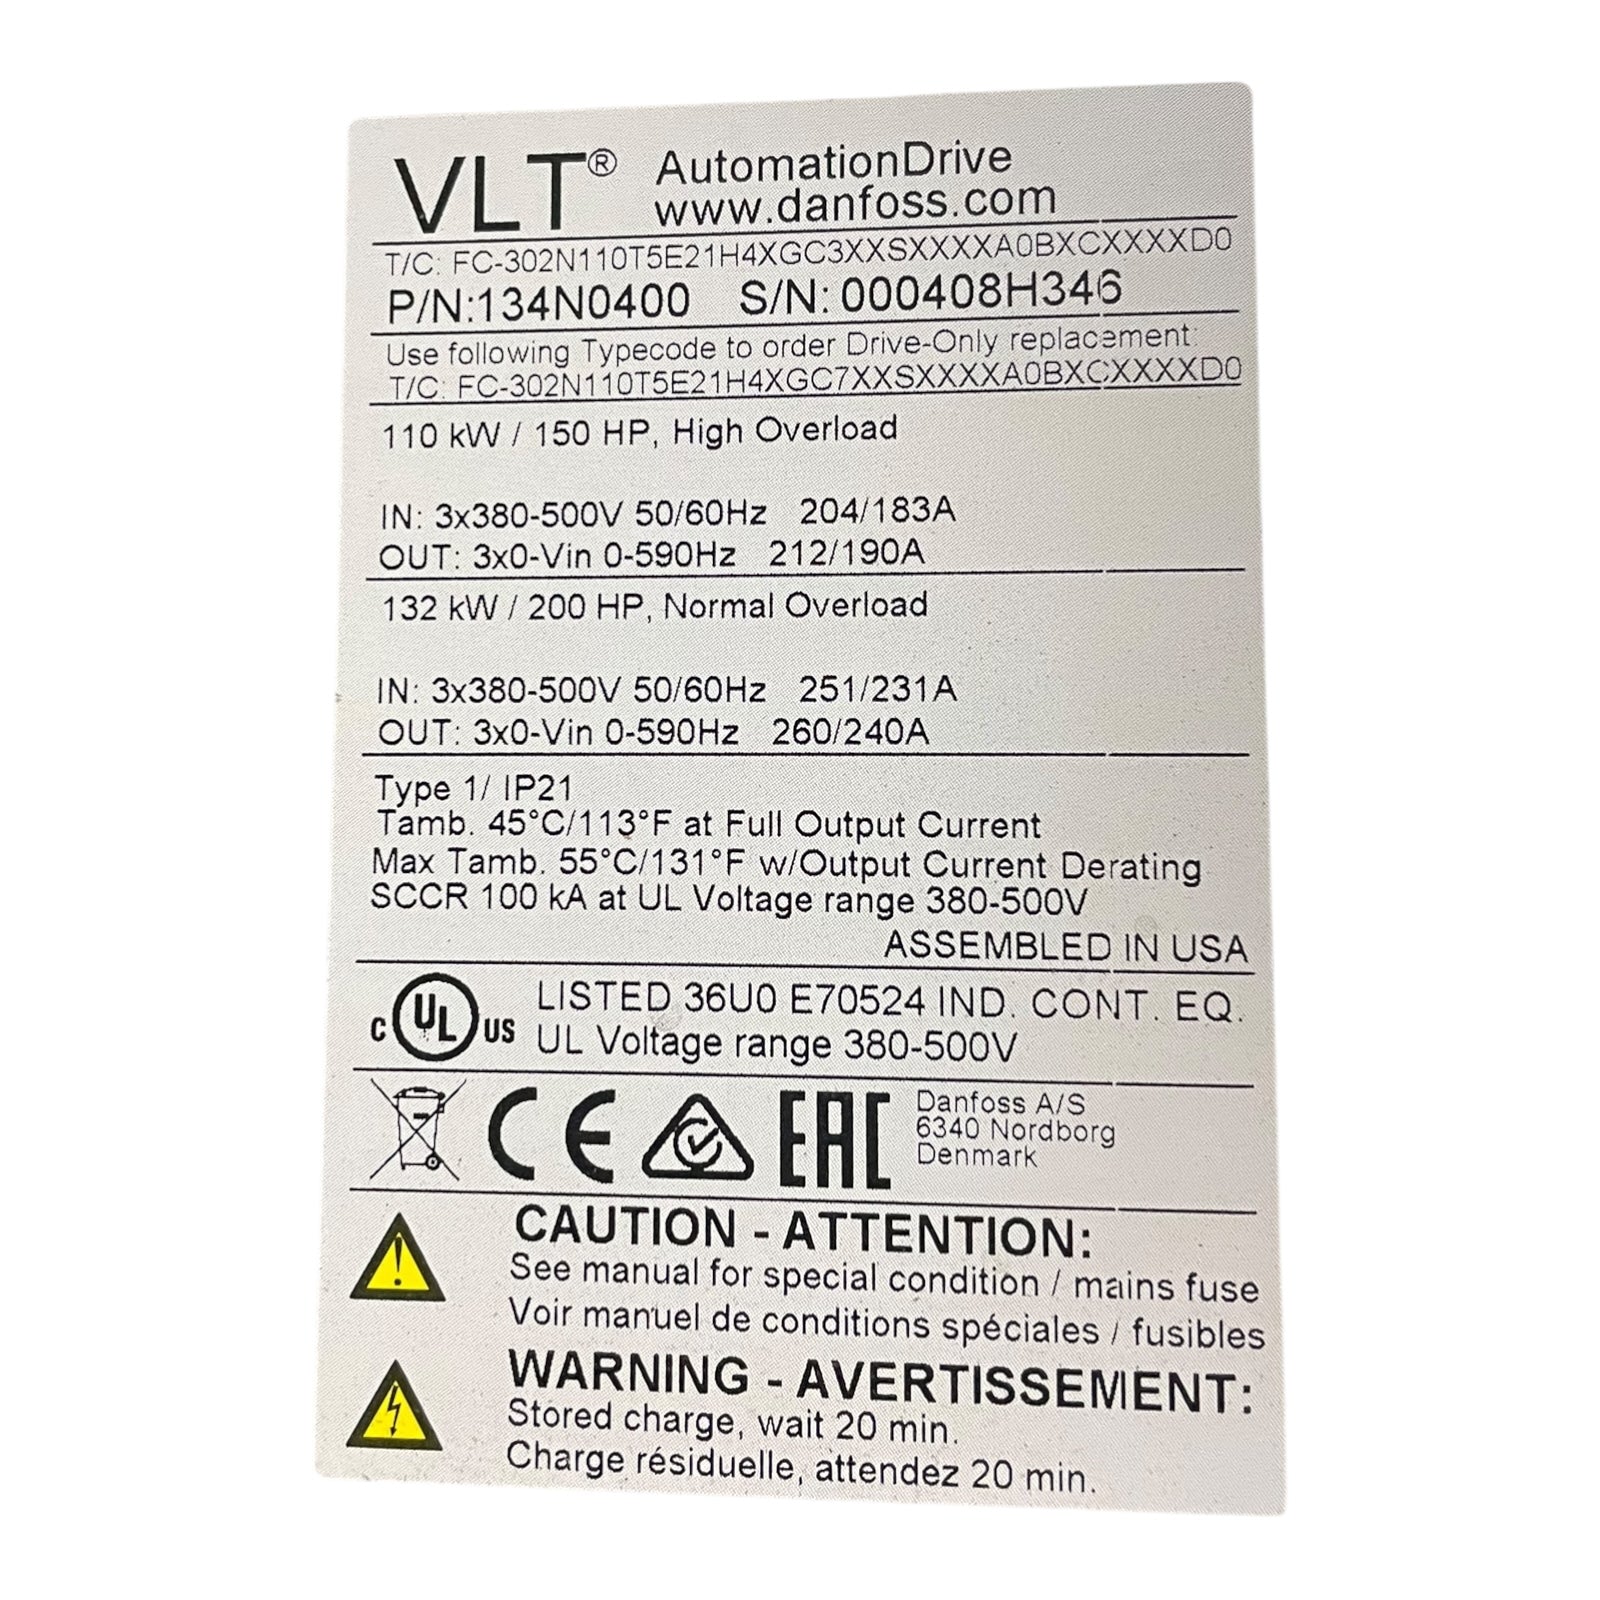 VLT® AutomationDrive
www.danfoss.com
T/C: FC-302N110T5E21H4XGC3XXSXXXXA0BXCXXXXD0
P/N:134N0400 S/N: 000408H346
Use following Typecode to order Drive-Only replacement:
T/C: FC-302N110T5E21H4XGC7XXSXXXXA0BXCXXXXD0
110 kW / 150 HP, High Overload
IN: 3x380-500V 50/60Hz 204/183A
OUT: 3x0-Vin 0-590Hz 212/190A
132 kW / 200 HP, Normal Overload
IN: 3x380-500V 50/60Hz 251/231A
OUT: 3x0-Vin 0-590Hz 260/240A
Type 1/ IP21
Tamb. 45°C/113°F at Full Output Current
Max Tamb. 55°C/131°F w/Output Current Derating
SCCR 100 kA at UL Voltage range 380-500V
ASSEMBLED IN USA
C UL US LISTED 36U0 E70524 IND. CONT. EQ.
UL Voltage range 380-500V
CE EAC Danfoss A/S
6340 Nordborg
Denmark
CAUTION - ATTENTION:
See manual for special condition / mains fuse
Voir manuel de conditions spéciales / fusibles
WARNING - AVERTISSEMENT:
Stored charge, wait 20 min.
Charge résiduelle, attendez 20 min.